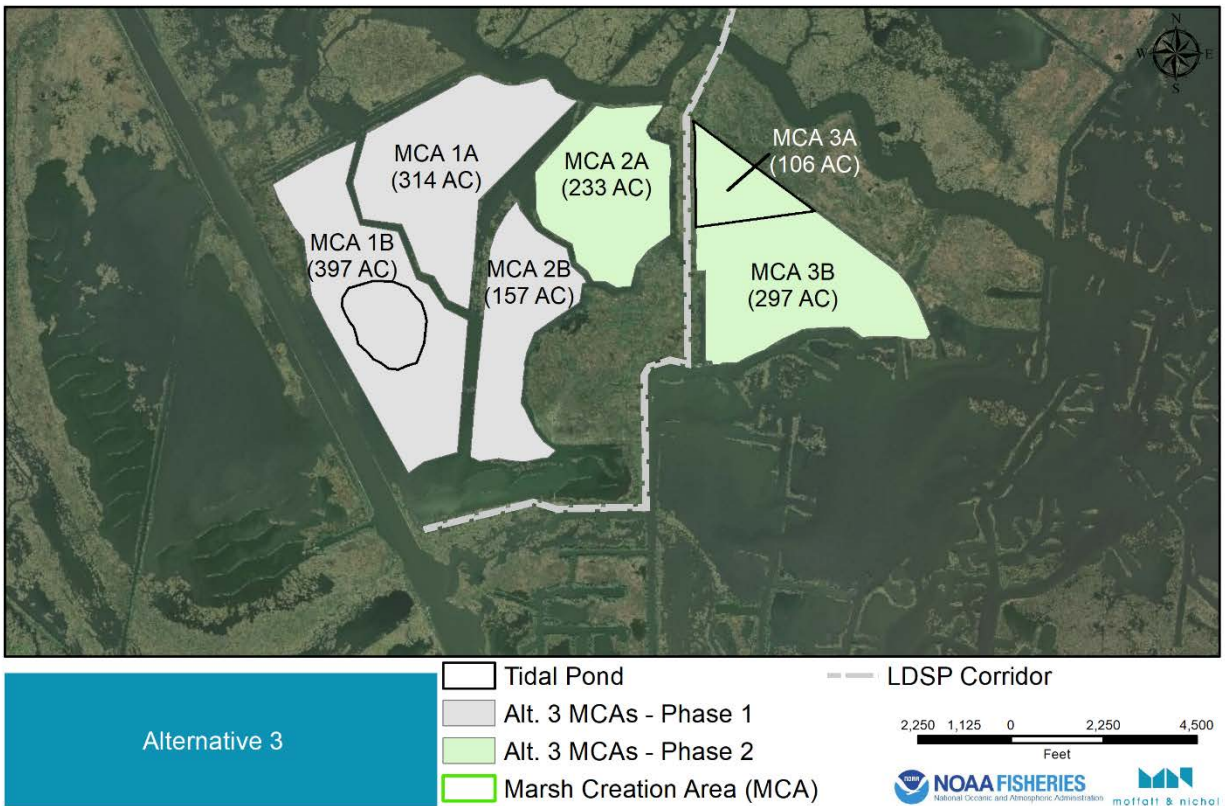 N
W E
S
MCA 1A
(314 AC)
MCA 2A
(233 AC)
MCA 3A
(106 AC)
MCA 1B
(397 AC)
MCA 2B
(157 AC)
MCA 3B
(297 AC)
Alternative 3
Tidal Pond
Alt. 3 MCAs - Phase 1
Alt. 3 MCAs - Phase 2
Marsh Creation Area (MCA)
LDSP Corridor
2,250 1,125 0 2,250 4,500
Feet
NOAA
NOAA FISHERIES
National Oceanic and Atmospheric Administration
moffatt & nichol